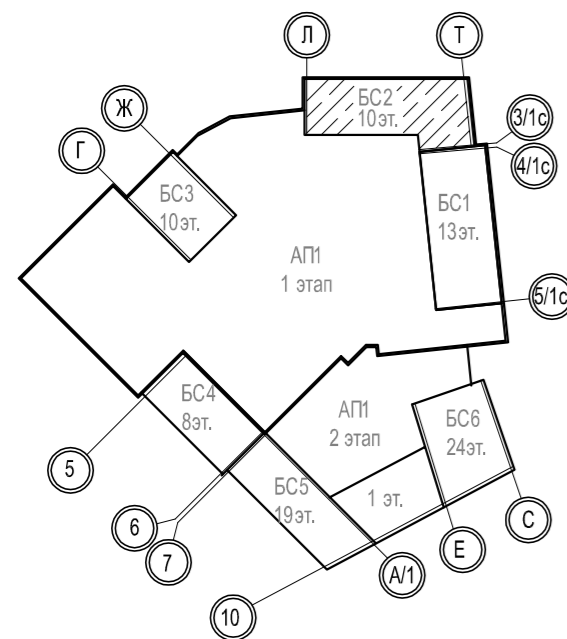 Л
Т
БС2
10эт.
Ж
3/1с
Г
4/1с
БС3
10эт.
БС1
13эт.
АП1
1 этап
5/1с
БС4
8эт.
АП1
2 этап
БС6
24эт.
5
БС5
19эт.
1 эт.
6
7
С
Е
А/1
10